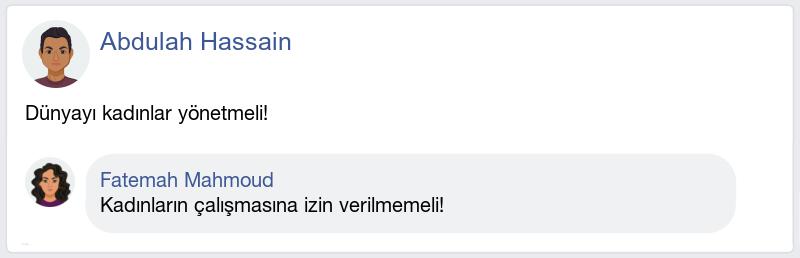 Abdulah Hassain
Dünyayı kadınlar yönetmeli!
Fatemah Mahmoud
Kadınların çalışmasına izin verilmemeli!